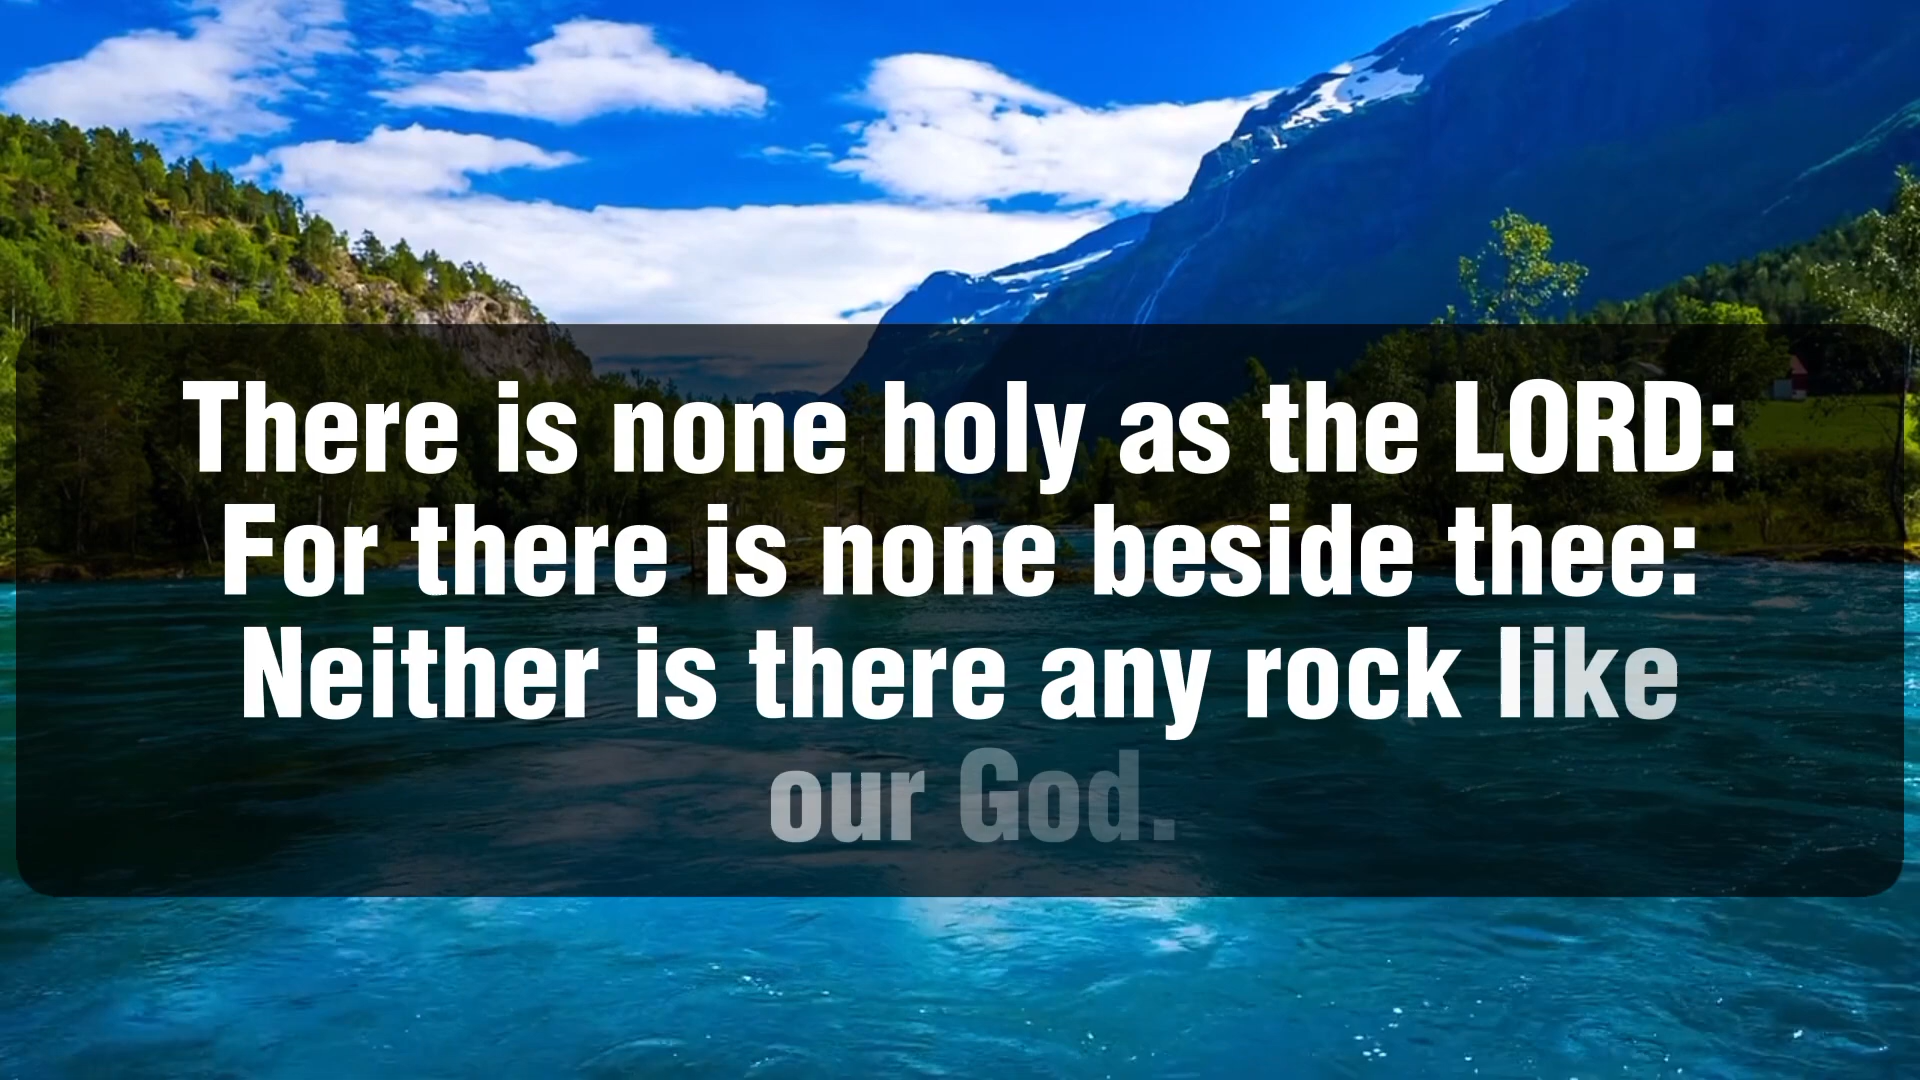 There is none holy as the LORD:
For there is none beside thee:
Neither is there any rock like
our God.